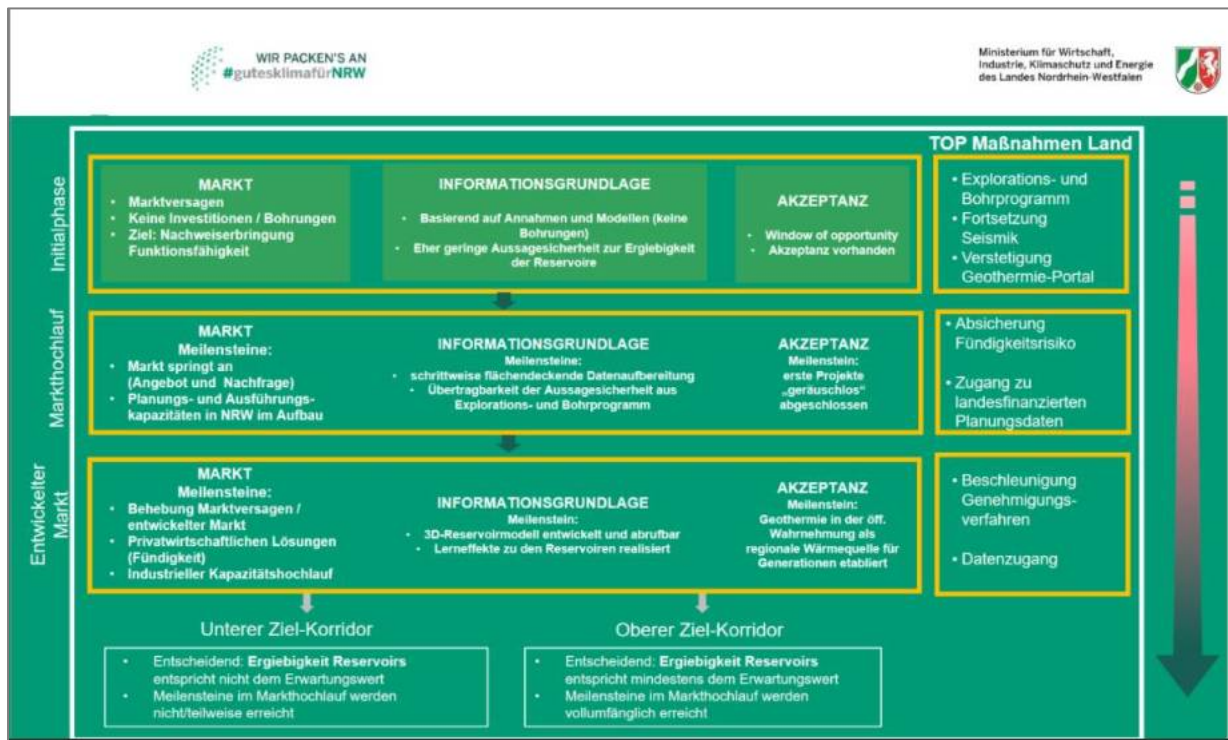 WIR PACKEN'S AN
#gutesklimafürNRW
Ministerium für Wirtschaft,
Industrie, Klimaschutz und Energie
des Landes Nordrhein-Westfalen
TOP Maßnahmen Land
Initialphase
MARKT
• Marktversagen
• Keine Investitionen / Bohrungen
• Ziel: Nachweiserbringung
Funktionsfähigkeit
INFORMATIONSGRUNDLAGE
• Basierend auf Annahmen und Modellen (keine
Bohrungen)
• Eher geringe Aussagesicherheit zur Ergiebigkeit
der Reservoire
AKZEPTANZ
• Window of opportunity
• Akzeptanz vorhanden
• Explorations- und
Bohrprogramm
• Fortsetzung
Seismik
• Verstetigung
Geothermie-Portal
Markthochlauf
MARKT
Meilensteine:
• Markt springt an
(Angebot und Nachfrage)
• Planungs- und Ausführungs-
kapazitäten in NRW im Aufbau
INFORMATIONSGRUNDLAGE
Meilensteine:
• schrittweise flächendeckende Datenaufbereitung
• Übertragbarkeit der Aussagesicherheit aus
Explorations- und Bohrprogramm
AKZEPTANZ
Meilenstein:
erste Projekte
„geräuschlos"
abgeschlossen
• Absicherung
Fündigkeitsrisiko
• Zugang zu
landesfinanzierten
Planungsdaten
Entwickelter
Markt
MARKT
Meilensteine:
• Behebung Marktversagen /
entwickelter Markt
• Privatwirtschaftlichen Lösungen
(Fündigkeit)
• Industrieller Kapazitätshochlauf
INFORMATIONSGRUNDLAGE
Meilenstein:
• 3D-Reservoirmodell entwickelt und abrufbar
• Lerneffekte zu den Reservoiren realisiert
AKZEPTANZ
Meilenstein:
Geothermie in der öff.
Wahrnehmung als
regionale Wärmequelle für
Generationen etabliert
• Beschleunigung
Genehmigungs-
verfahren
• Datenzugang
Unterer Ziel-Korridor
• Entscheidend: Ergiebigkeit Reservoirs
entspricht nicht dem Erwartungswert
• Meilensteine im Markthochlauf werden
nicht/teilweise erreicht
Oberer Ziel-Korridor
• Entscheidend: Ergiebigkeit Reservoirs
entspricht mindestens dem Erwartungswert
• Meilensteine im Markthochlauf werden
vollumfänglich erreicht